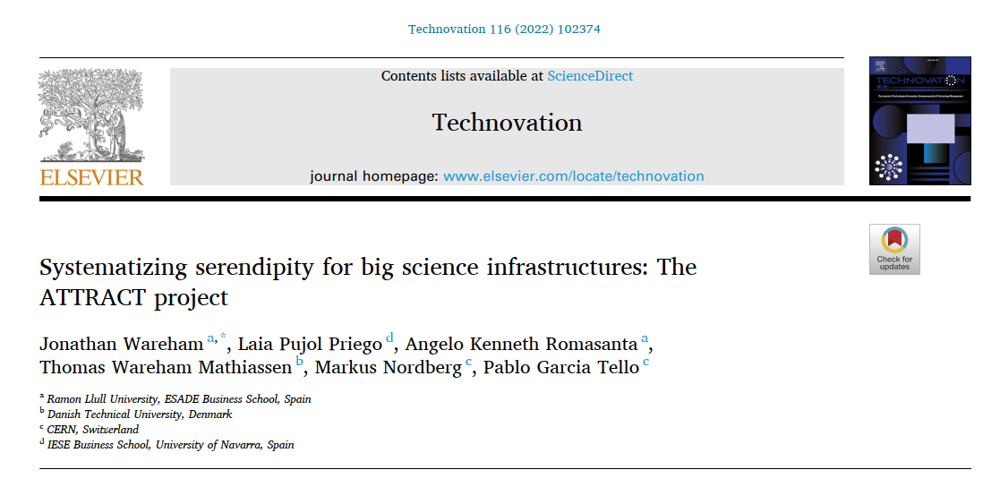 Technovation 116 (2022) 102374
Contents lists available at ScienceDirect
Technovation
journal homepage: www.elsevier.com/locate/technovation
NON SOLUS
ELSEVIER
TECHNOVATION
Check for
updates
Systematizing serendipity for big science infrastructures: The
ATTRACT project
Jonathan Wareham a,*, Laia Pujol Priego d, Angelo Kenneth Romasanta a,
Thomas Wareham Mathiassen b, Markus Nordberg c, Pablo Garcia Tello c
a Ramon Llull University, ESADE Business School, Spain
b Danish Technical University, Denmark
c CERN, Switzerland
d IESE Business School, University of Navarra, Spain